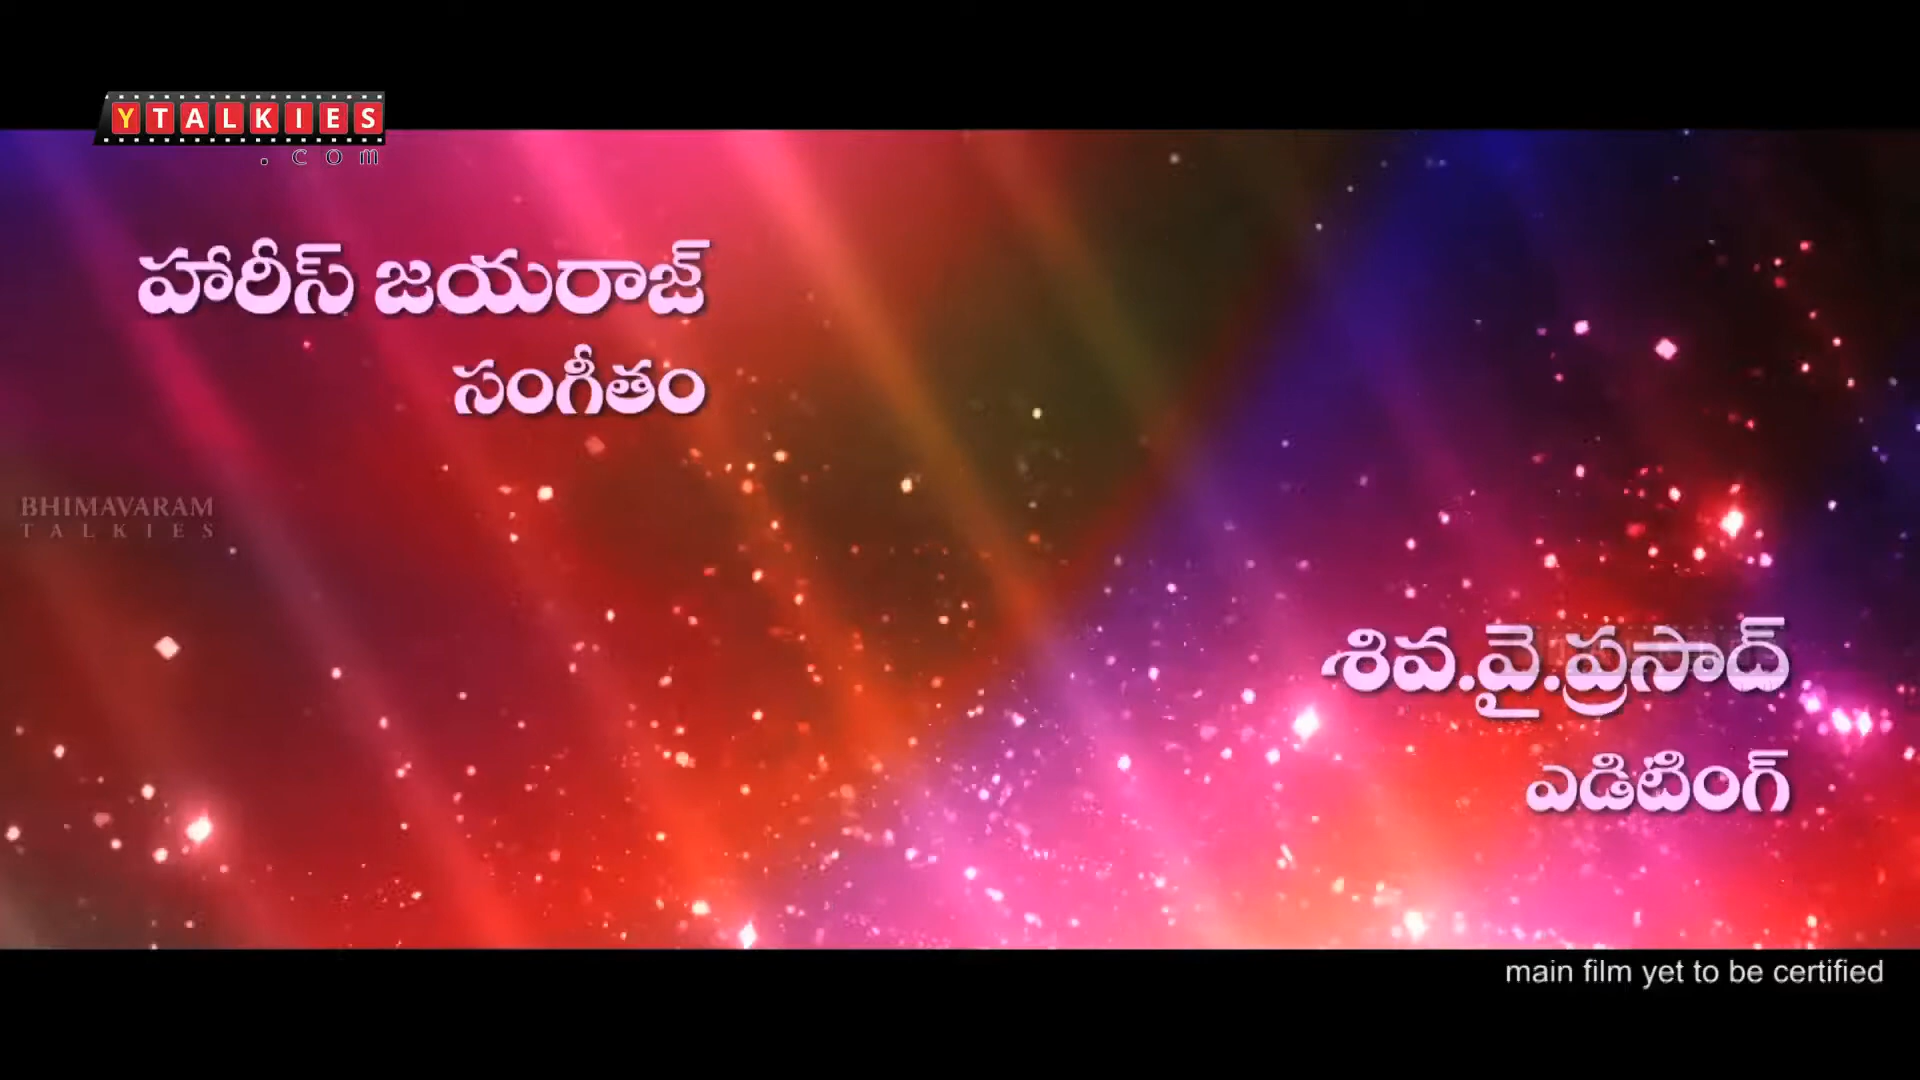 YTALKIES
.com
హారీస్ జయరాజ్
సంగీతం
BHIMAVARAM
TALKIES
శివ.వై.ప్రసాద్
ఎడిటింగ్
main film yet to be certified